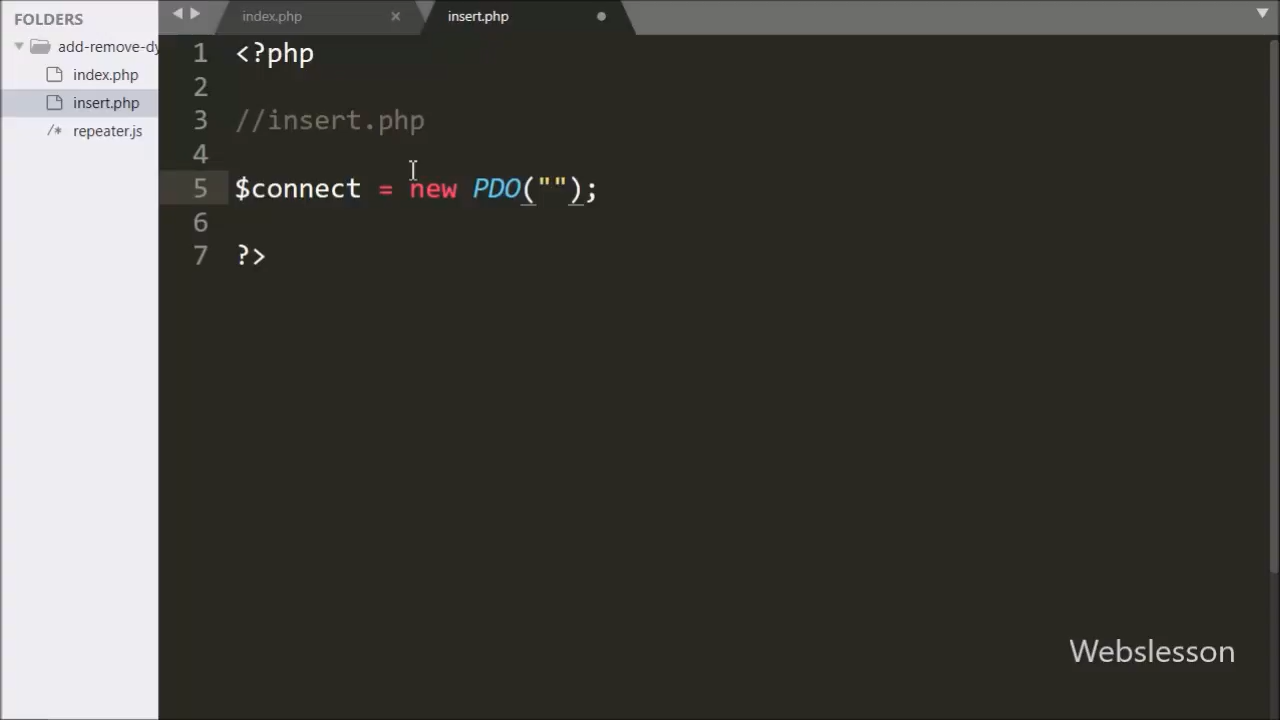 FOLDERS
add-remove-dy
index.php
insert.php
/* repeater.js
index.php ×
insert.php
1 <?php
2
3 //insert.php
4
5 $connect = new PDO("");
6
7 ?>
Webslesson